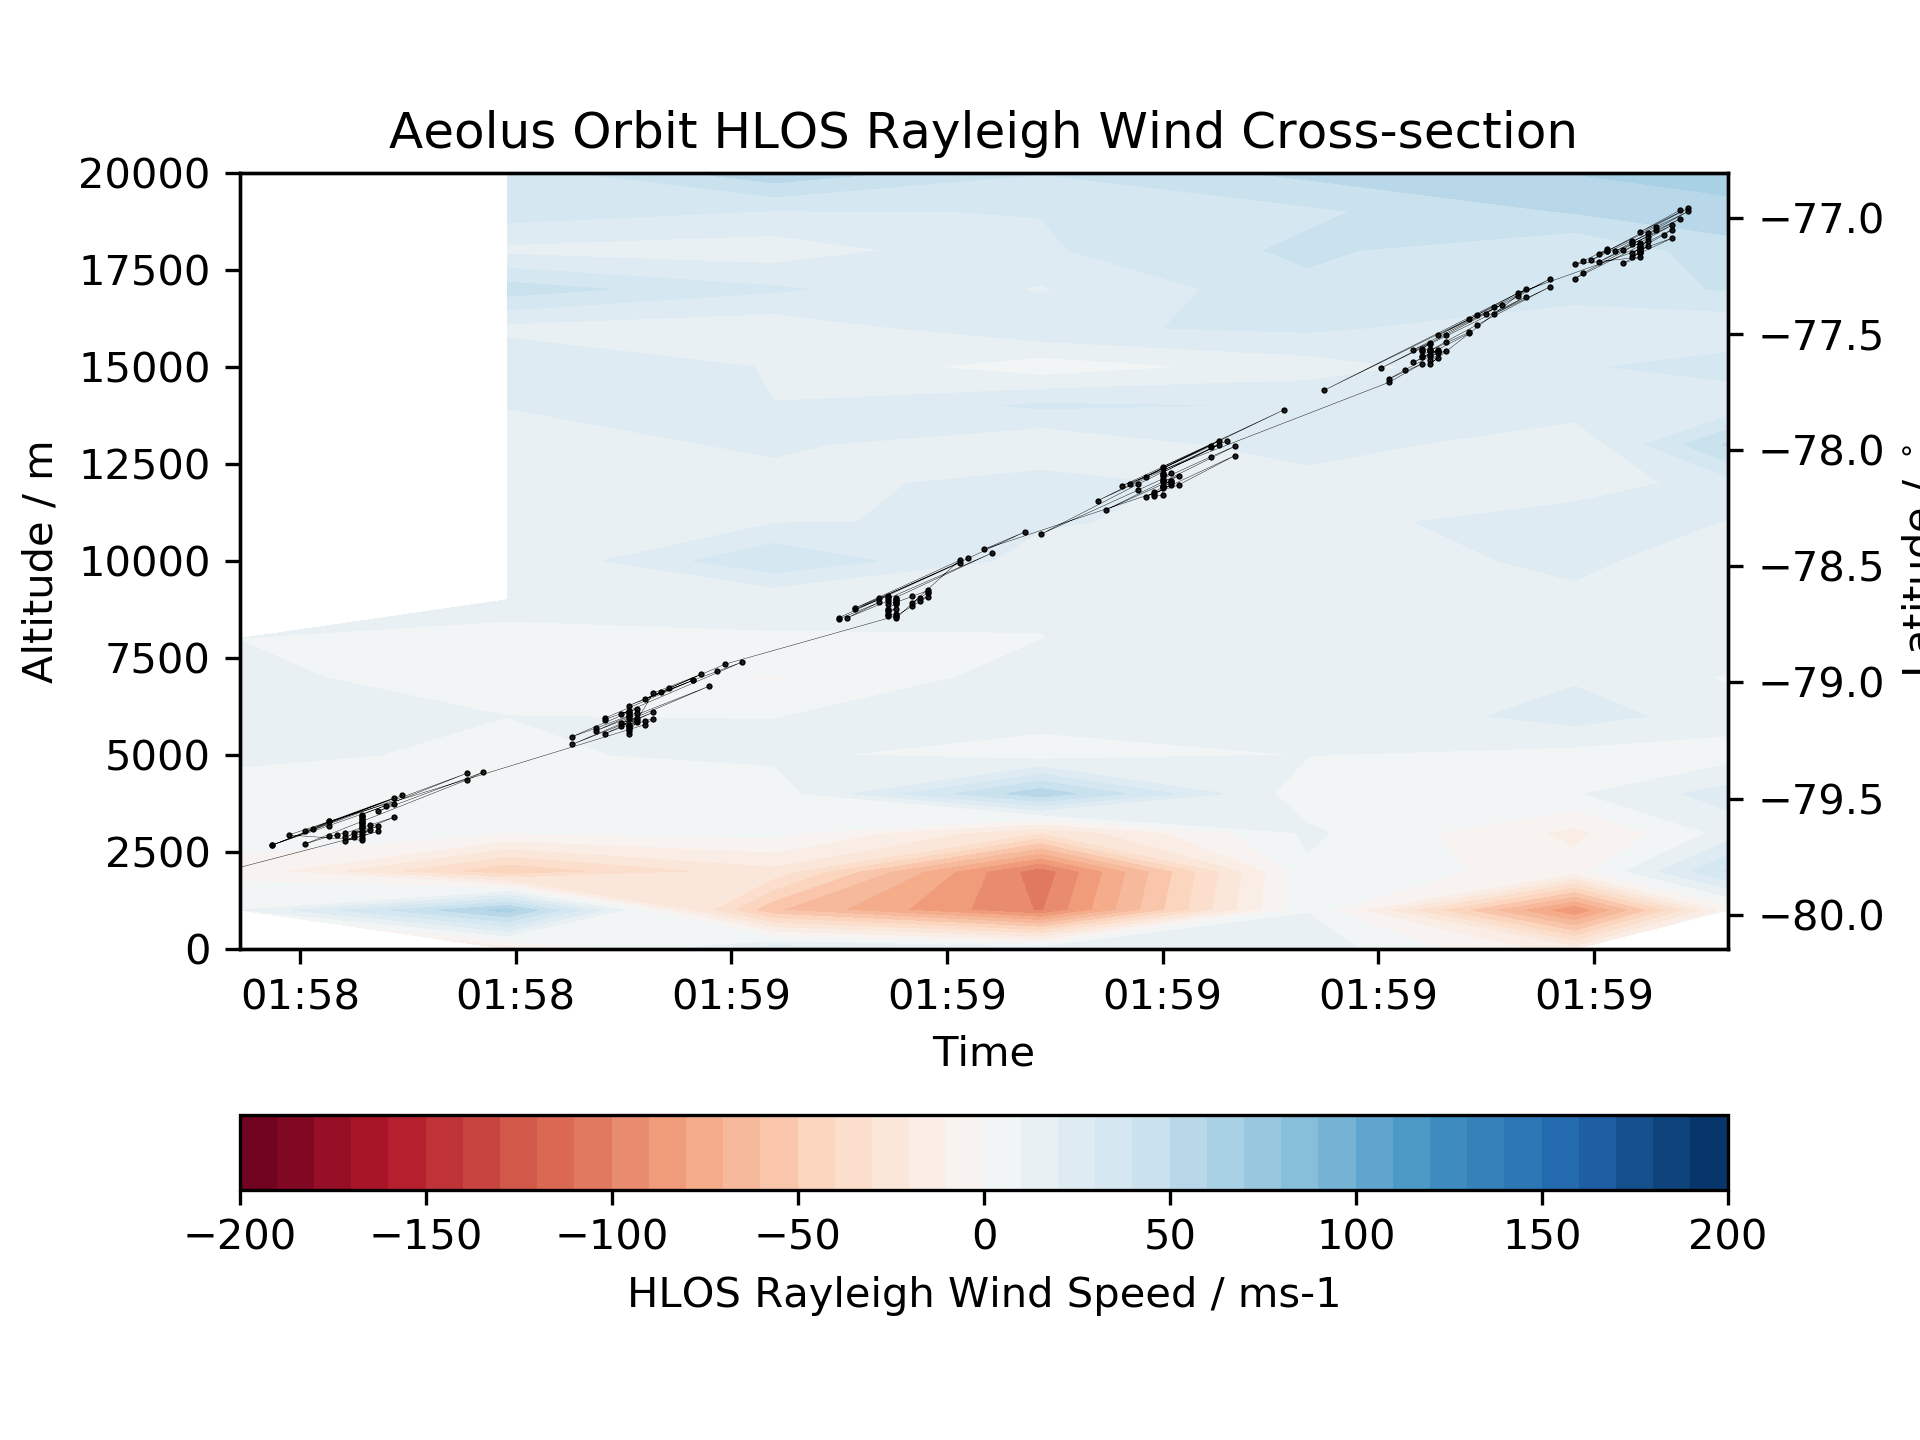 Aeolus Orbit HLOS Rayleigh Wind Cross-section
20000
17500
15000
12500
10000
7500
5000
2500
0
Altitude / m
−77.0
−77.5
−78.0
−78.5
−79.0
−79.5
−80.0
Latitude / °
01:58 01:58 01:59 01:59 01:59 01:59 01:59
Time
−200 −150 −100 −50 0 50 100 150 200
HLOS Rayleigh Wind Speed / ms-1